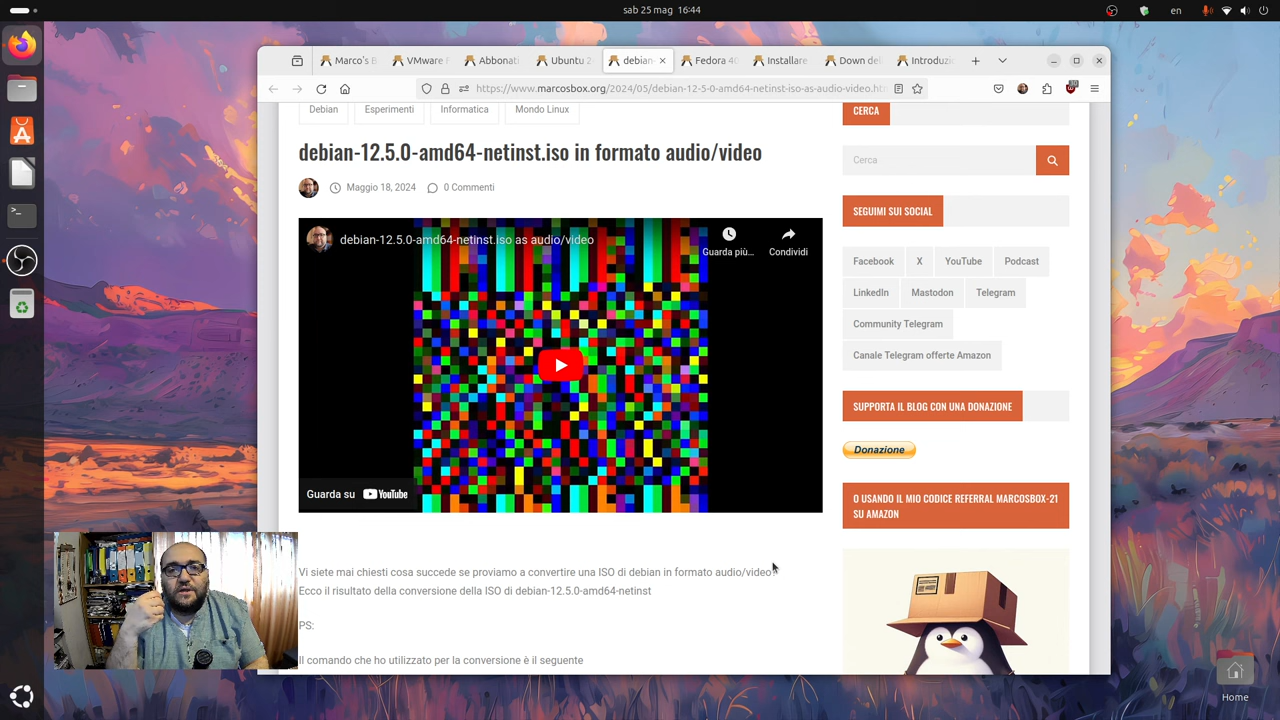 sab 25 mag 16:44
en
Marco's B
VMware F
Abbonati
Ubuntu 2
debian-
Fedora 40
Installare
Down del
Introduzi
https://www.marcosbox.org/2024/05/debian-12-5-0-amd64-netinst-iso-as-audio-video.ht
Debian
Esperimenti
Informatica
Mondo Linux
debian-12.5.0-amd64-netinst.iso in formato audio/video
Maggio 18, 2024
0 Commenti
debian-12.5.0-amd64-netinst.iso as audio/video
Guarda più...
Condividi
Guarda su YouTube
Vi siete mai chiesti cosa succede se proviamo a convertire una ISO di debian in formato audio/video?
Ecco il risultato della conversione della ISO di debian-12.5.0-amd64-netinst
PS:
Il comando che ho utilizzato per la conversione è il seguente
CERCA
Cerca
SEGUIMI SUI SOCIAL
Facebook
X
YouTube
Podcast
LinkedIn
Mastodon
Telegram
Community Telegram
Canale Telegram offerte Amazon
SUPPORTA IL BLOG CON UNA DONAZIONE
Donazione
O USANDO IL MIO CODICE REFERRAL MARCOSBOX-21
SU AMAZON
Home